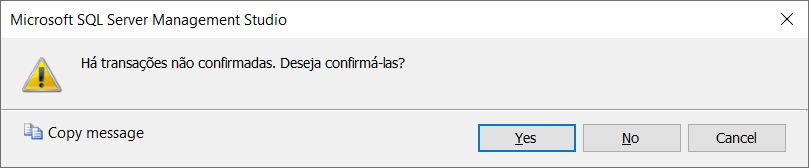 Microsoft SQL Server Management Studio
Há transações não confirmadas. Deseja confirmá-las?
Copy message
Yes
No
Cancel